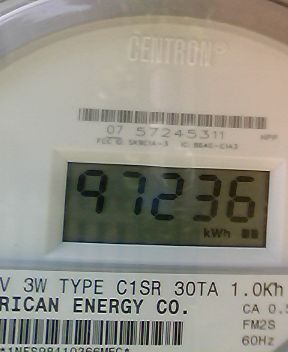 CENTRON®
07 57245311
97236
kWh
V 3W TYPE C1SR 30TA 1.0Kh
RICAN ENERGY CO.
CA 0.5
FM2S
60Hz